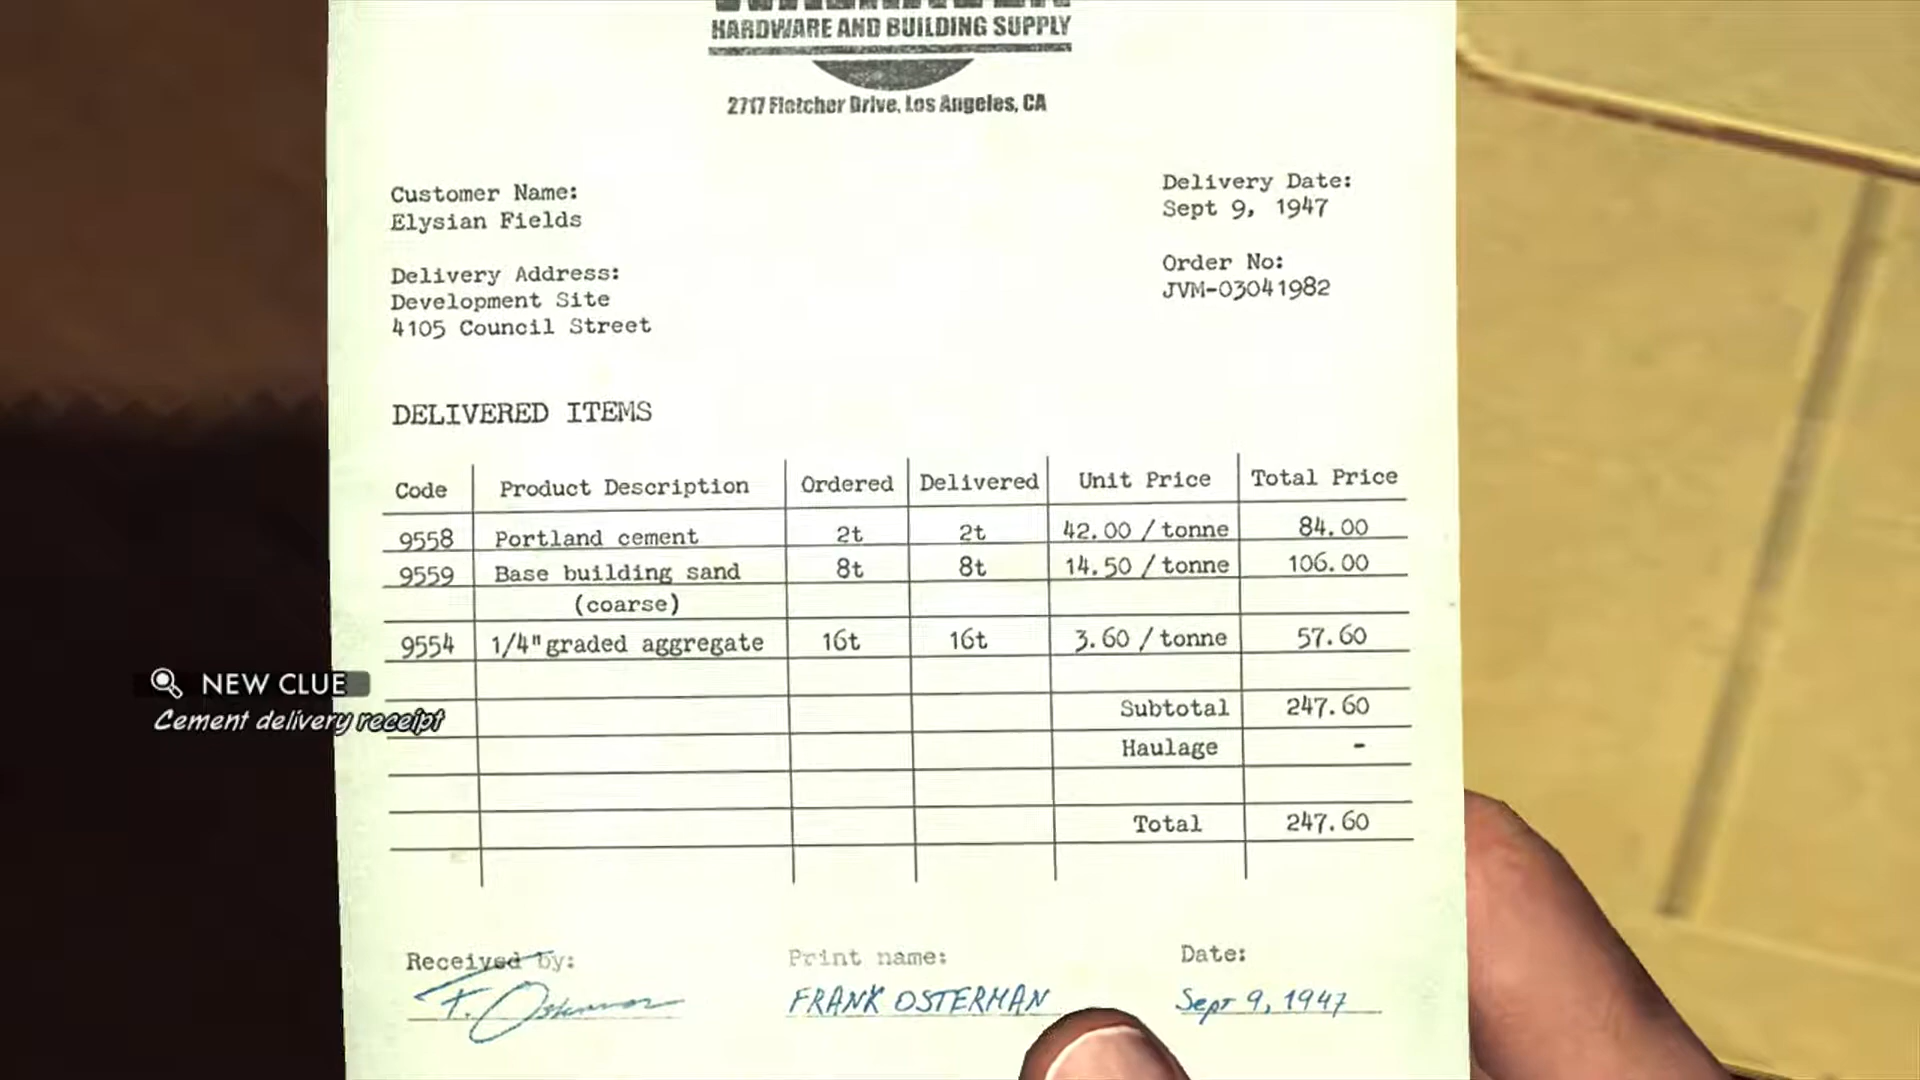 HARDWARE AND BUILDING SUPPLY
2717 Fletcher Drive, Los Angeles, CA
Customer Name:
Elysian Fields
Delivery Date:
Sept 9, 1947
Delivery Address:
Development Site
4105 Council Street
Order No:
JVM-03041982
DELIVERED ITEMS
Code Product Description Ordered Delivered Unit Price Total Price
9558 Portland cement 2t 2t 42.00 / tonne 84.00
9559 Base building sand 8t 8t 14.50 / tonne 106.00
(coarse)
9554 1/4" graded aggregate 16t 16t 3.60 / tonne 57.60
NEW CLUE
Cement delivery receipt
Subtotal 247.60
Haulage -
Total 247.60
Received by: Print name: Date:
F. Osterman FRANK OSTERMAN Sept 9, 1947